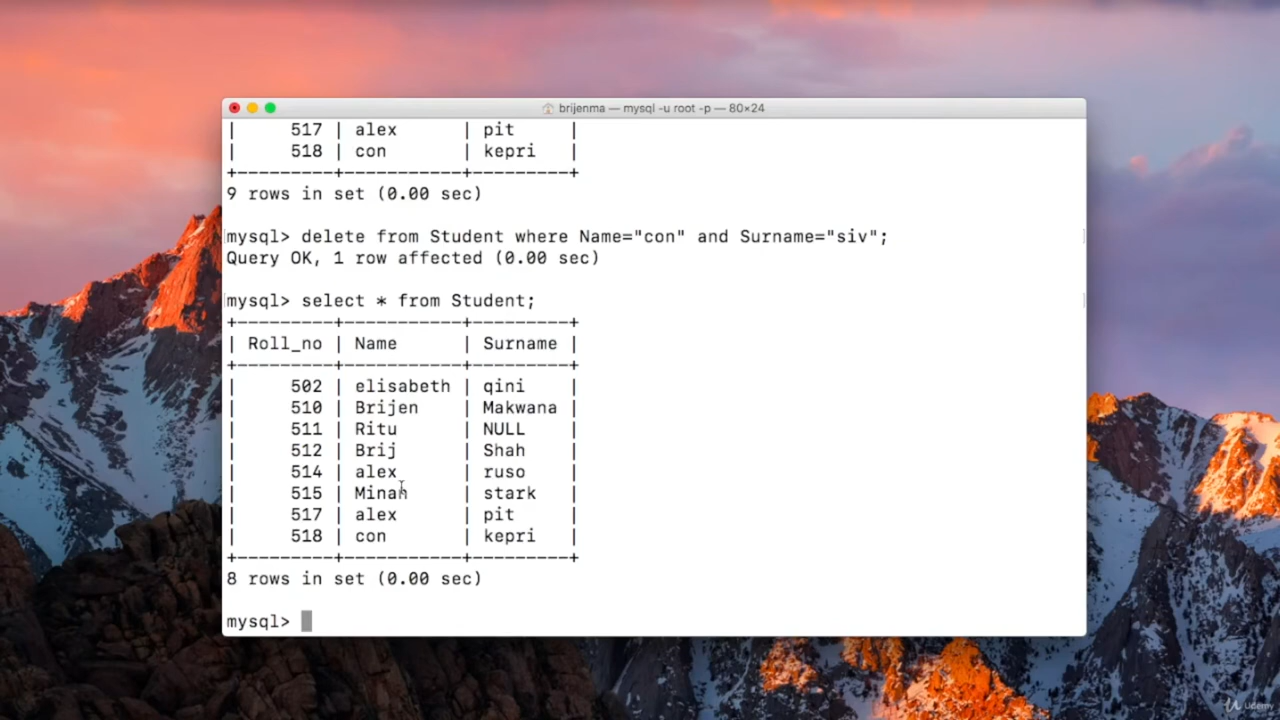 brijenma — mysql -u root -p — 80×24
|      517 | alex      | pit     |
|      518 | con       | kepri   |
+----------+-----------+---------+
9 rows in set (0.00 sec)
mysql> delete from Student where Name="con" and Surname="siv";
Query OK, 1 row affected (0.00 sec)
mysql> select * from Student;
+----------+-----------+---------+
| Roll_no | Name      | Surname |
+----------+-----------+---------+
|      502 | elisabeth | qini    |
|      510 | Brijen    | Makwana |
|      511 | Ritu      | NULL    |
|      512 | Brij      | Shah    |
|      514 | alex      | ruso    |
|      515 | Minah     | stark   |
|      517 | alex      | pit     |
|      518 | con       | kepri   |
+----------+-----------+---------+
8 rows in set (0.00 sec)
mysql>
Udemy